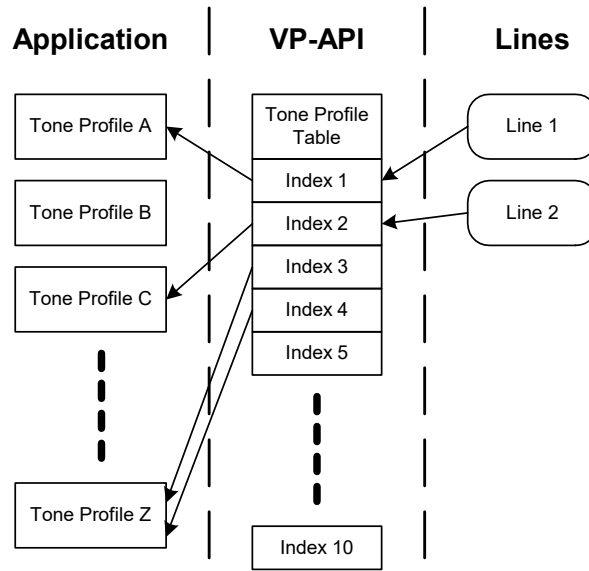 Application
VP-API
Lines
Tone Profile A
Tone Profile B
Tone Profile C
Tone Profile Z
Tone Profile
Table
Index 1
Index 2
Index 3
Index 4
Index 5
Index 10
Line 1
Line 2